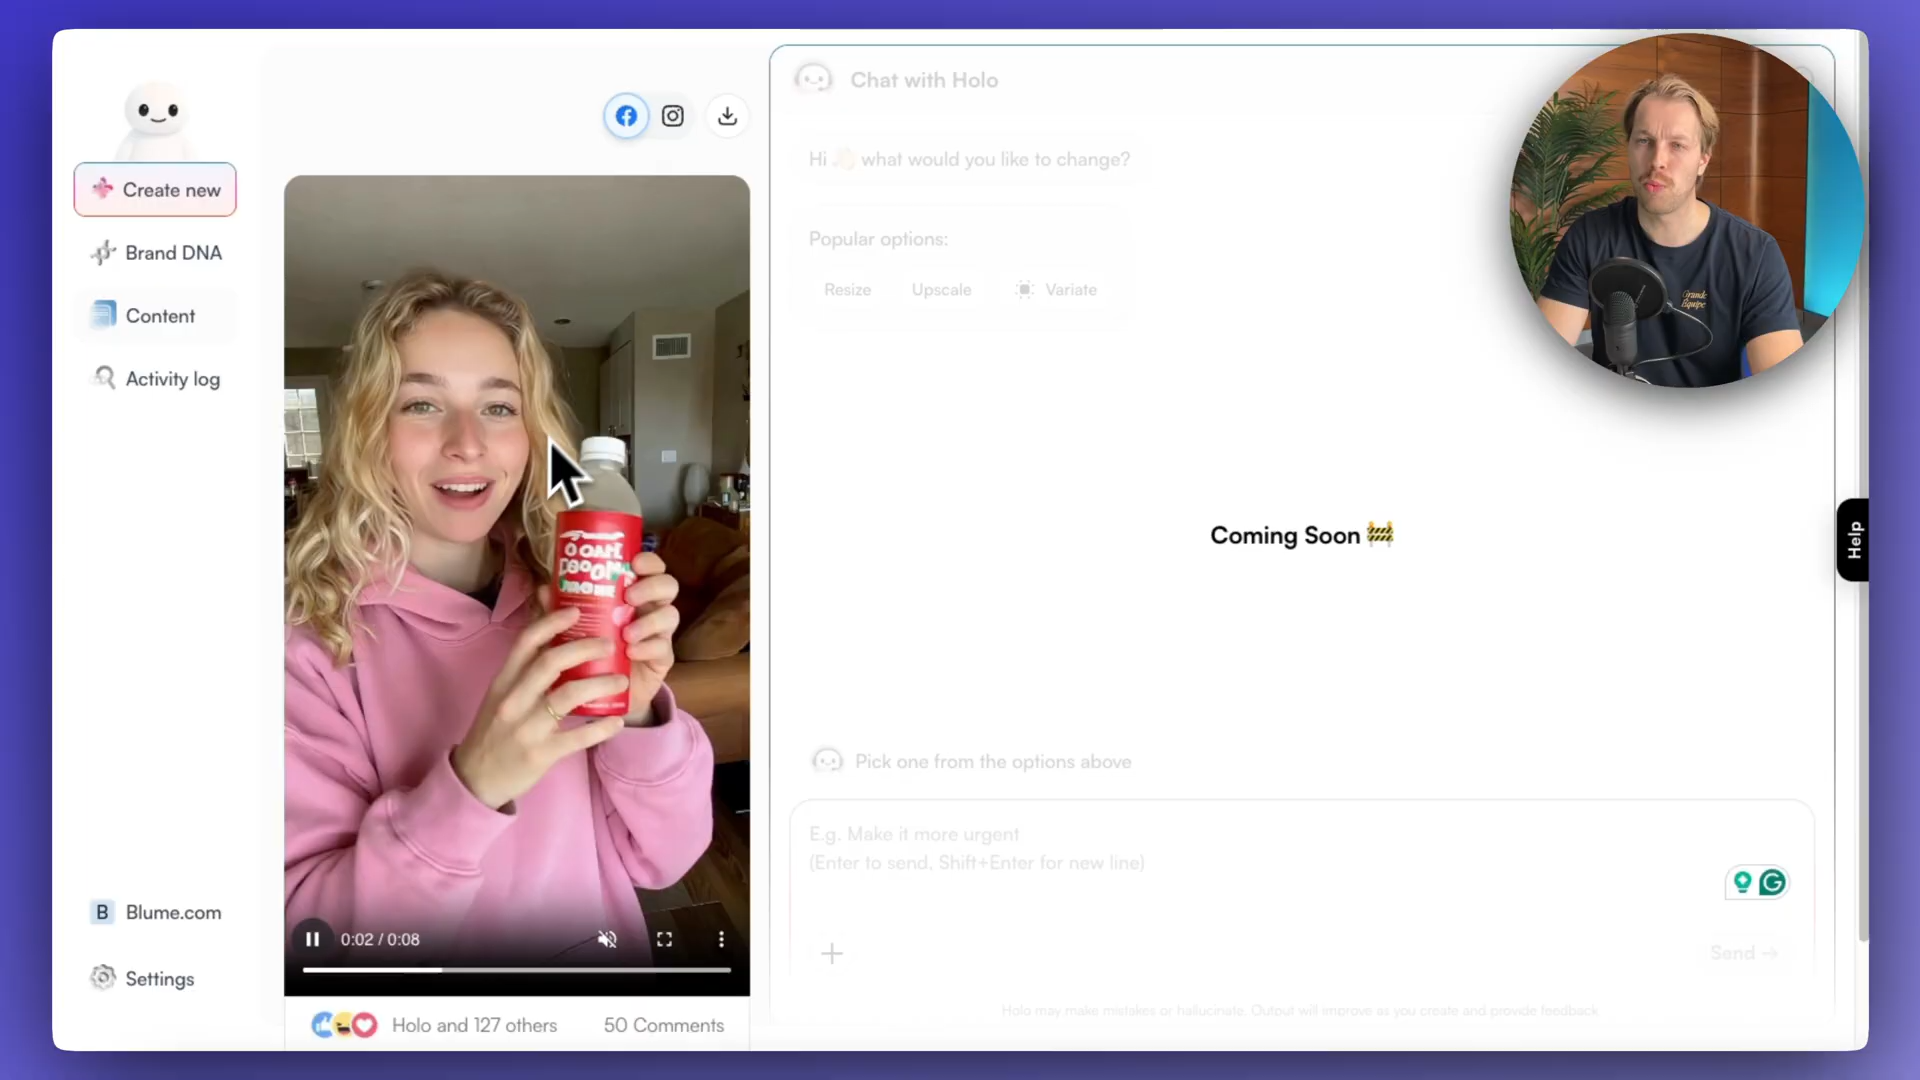 Create new
Brand DNA
Content
Activity log
Blume.com
Settings
0:02 / 0:08
Holo and 127 others
50 Comments
Chat with Holo
Hi 👋 what would you like to change?
Popular options:
Resize
Upscale
Variate
Coming Soon 🚧
Pick one from the options above
E.g. Make it more urgent
(Enter to send, Shift+Enter for new line)
Send →
Holo may make mistakes or hallucinate. Output will improve as you create and provide feedback
Help
Grande
Equipe
B